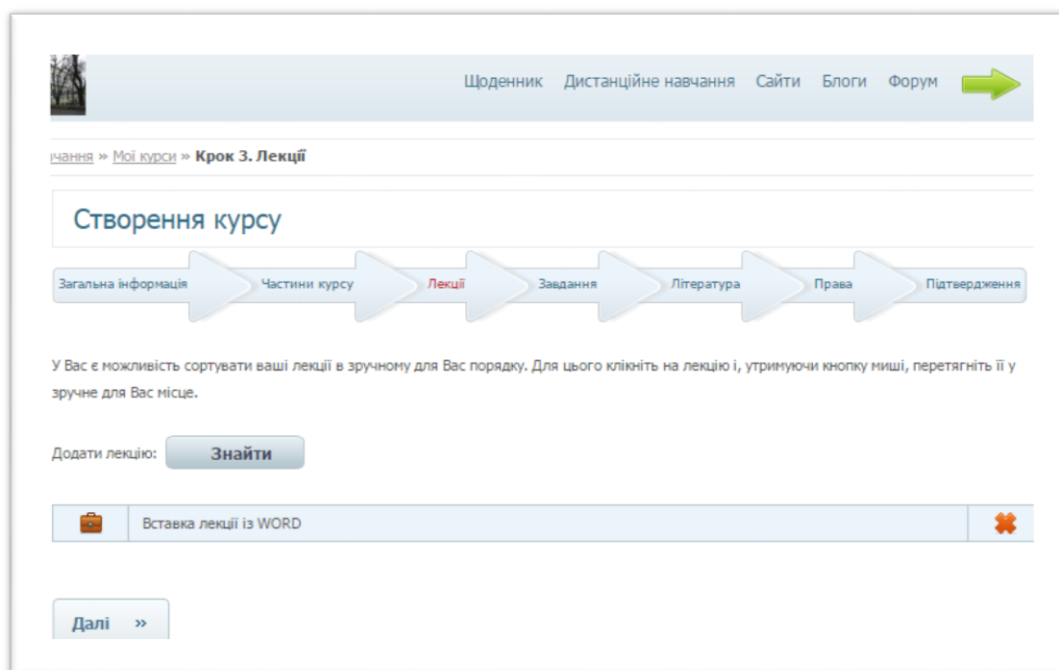 Щоденник Дистанційне навчання Сайти Блоги Форум
чання » Мої курси » Крок 3. Лекції
Створення курсу
Загальна інформація Частини курсу Лекції Завдання Література Права Підтвердження
У Вас є можливість сортувати ваші лекції в зручному для Вас порядку. Для цього клікніть на лекцію і, утримуючи кнопку миші, перетягніть її у
зручне для Вас місце.
Додати лекцію: Знайти
Вставка лекції із WORD
Далі »